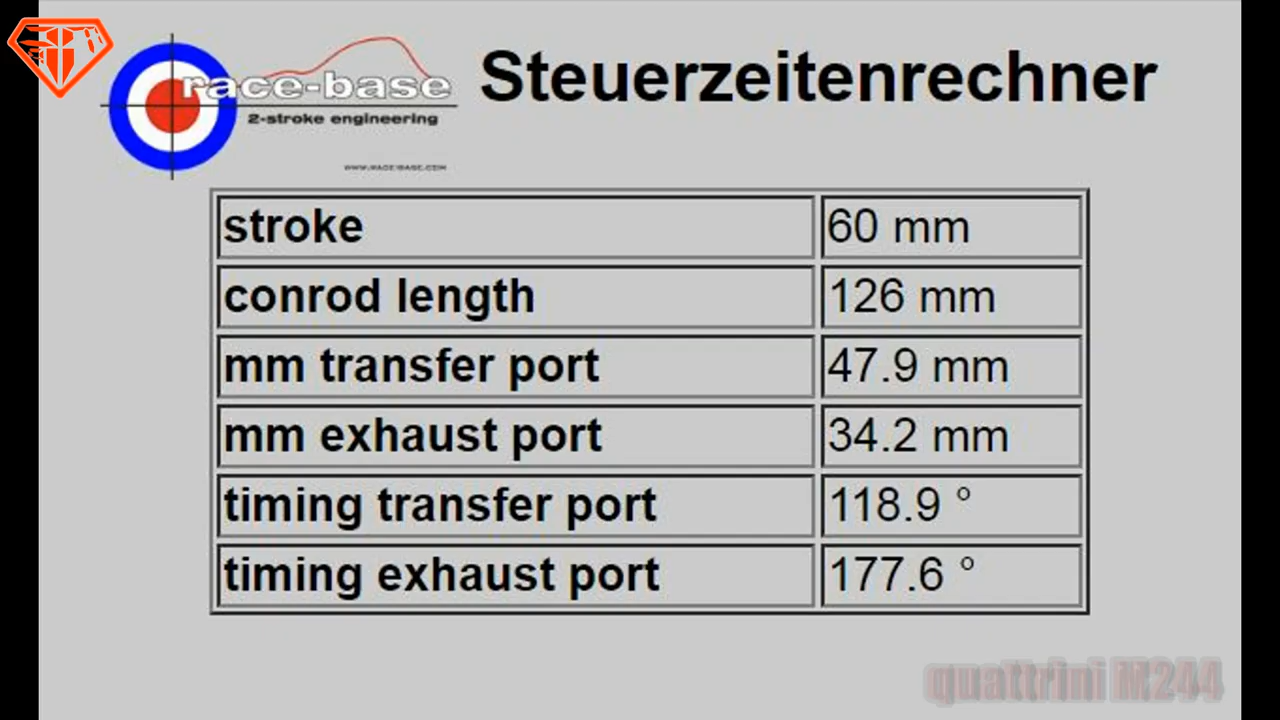 Steuerzeitenrechner
race-base
2-stroke engineering
WWW.RACE-BASE.COM
stroke 60 mm
conrod length 126 mm
mm transfer port 47.9 mm
mm exhaust port 34.2 mm
timing transfer port 118.9 °
timing exhaust port 177.6 °
quattrini M244